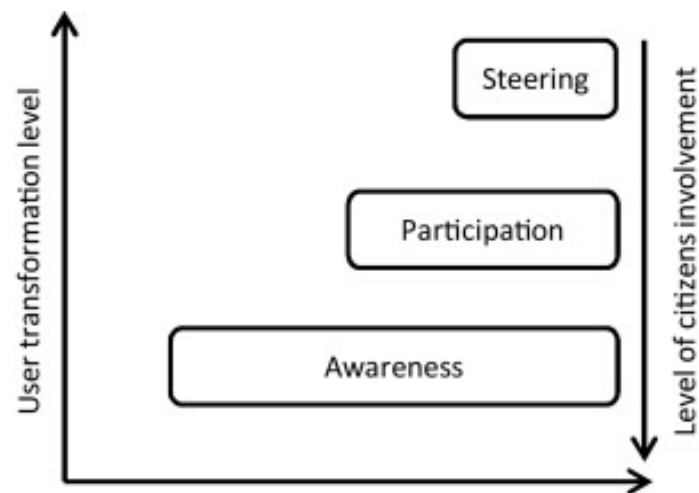 User transformation level
Steering
Participation
Awareness
Level of citizens involvement